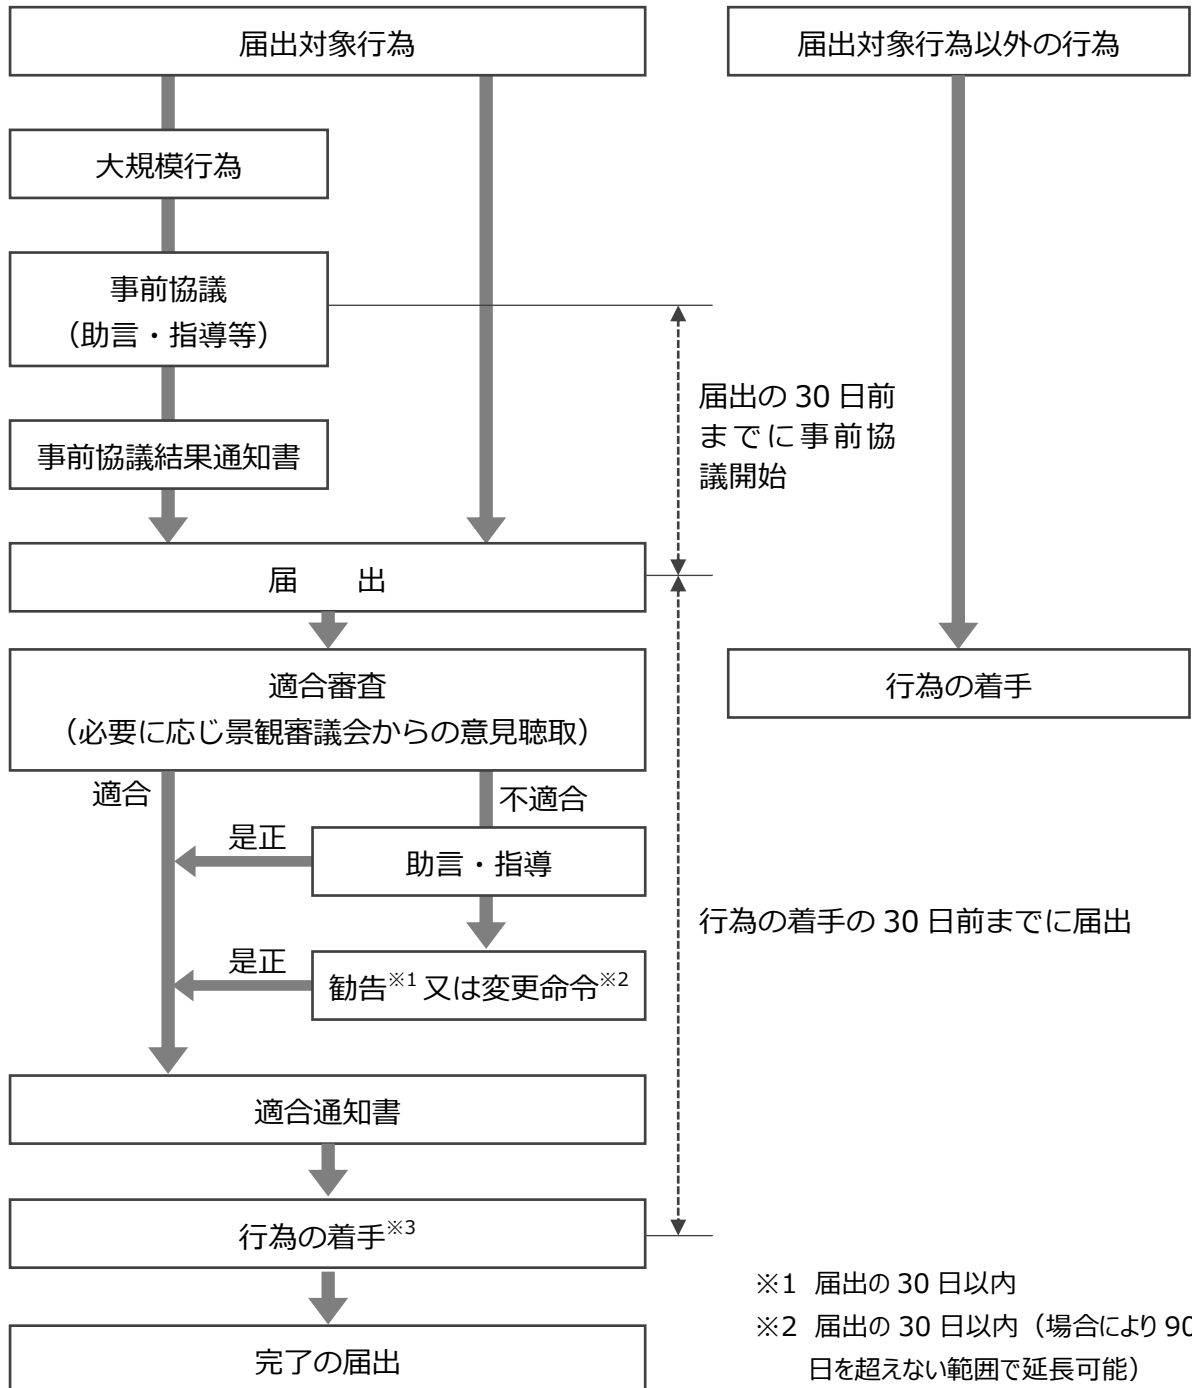 届出対象行為
届出対象行為以外の行為
大規模行為
事前協議
（助言・指導等）
届出の 30 日前
までに事前協
議開始
事前協議結果通知書
届　　出
適合審査
（必要に応じ景観審議会からの意見聴取）
行為の着手
適合
不適合
是正
助言・指導
行為の着手の 30 日前までに届出
是正
勧告※1 又は変更命令※2
適合通知書
行為の着手※3
※1 届出の 30 日以内
※2 届出の 30 日以内（場合により 90
日を超えない範囲で延長可能）
完了の届出